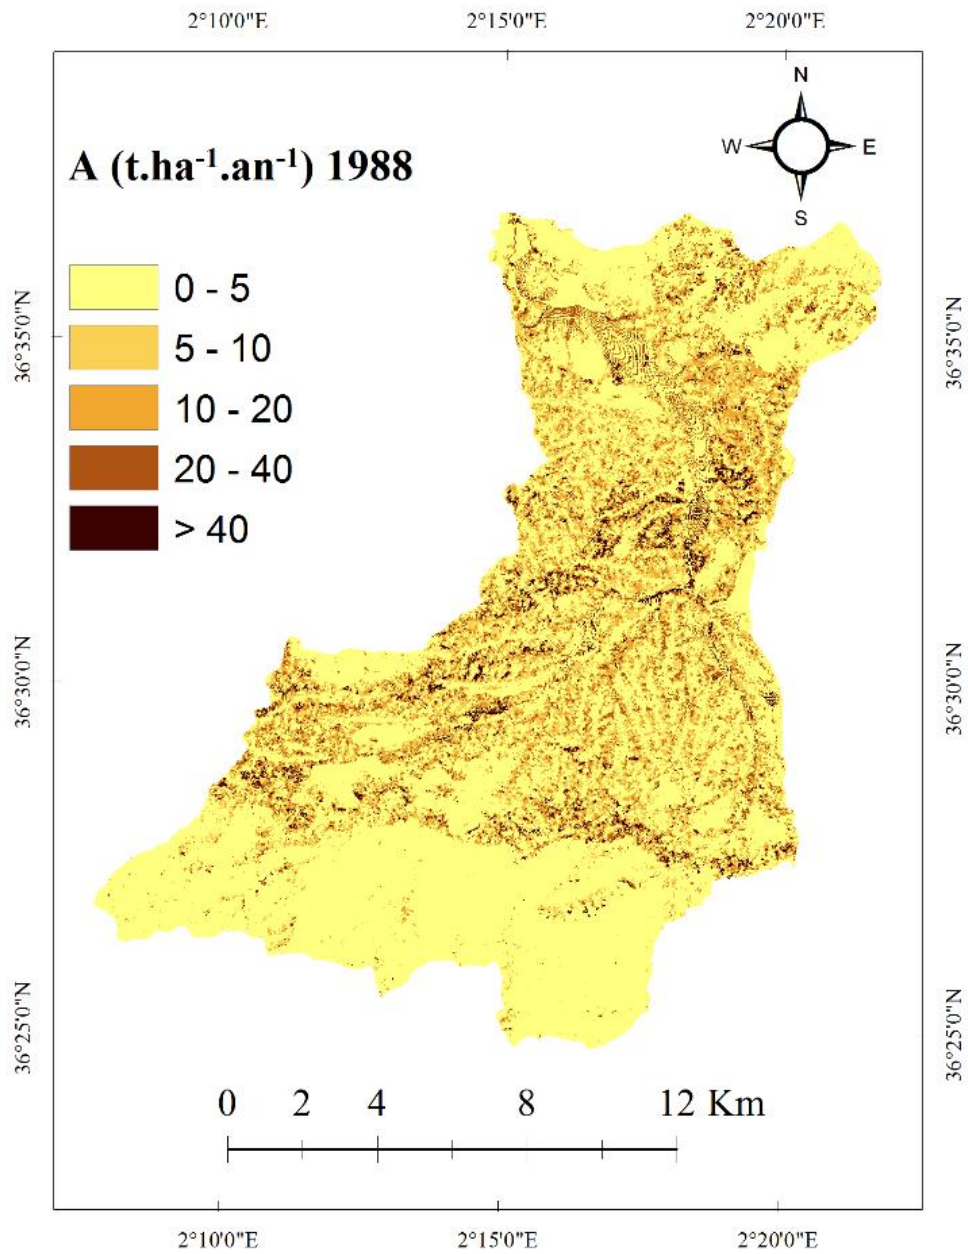 2°10'0"E 2°15'0"E 2°20'0"E
N
W E
S
A (t.ha⁻¹.an⁻¹) 1988
0 - 5
5 - 10
10 - 20
20 - 40
> 40
36°35'0"N 36°35'0"N
36°30'0"N 36°30'0"N
36°25'0"N 36°25'0"N
0 2 4 8 12 Km
2°10'0"E 2°15'0"E 2°20'0"E